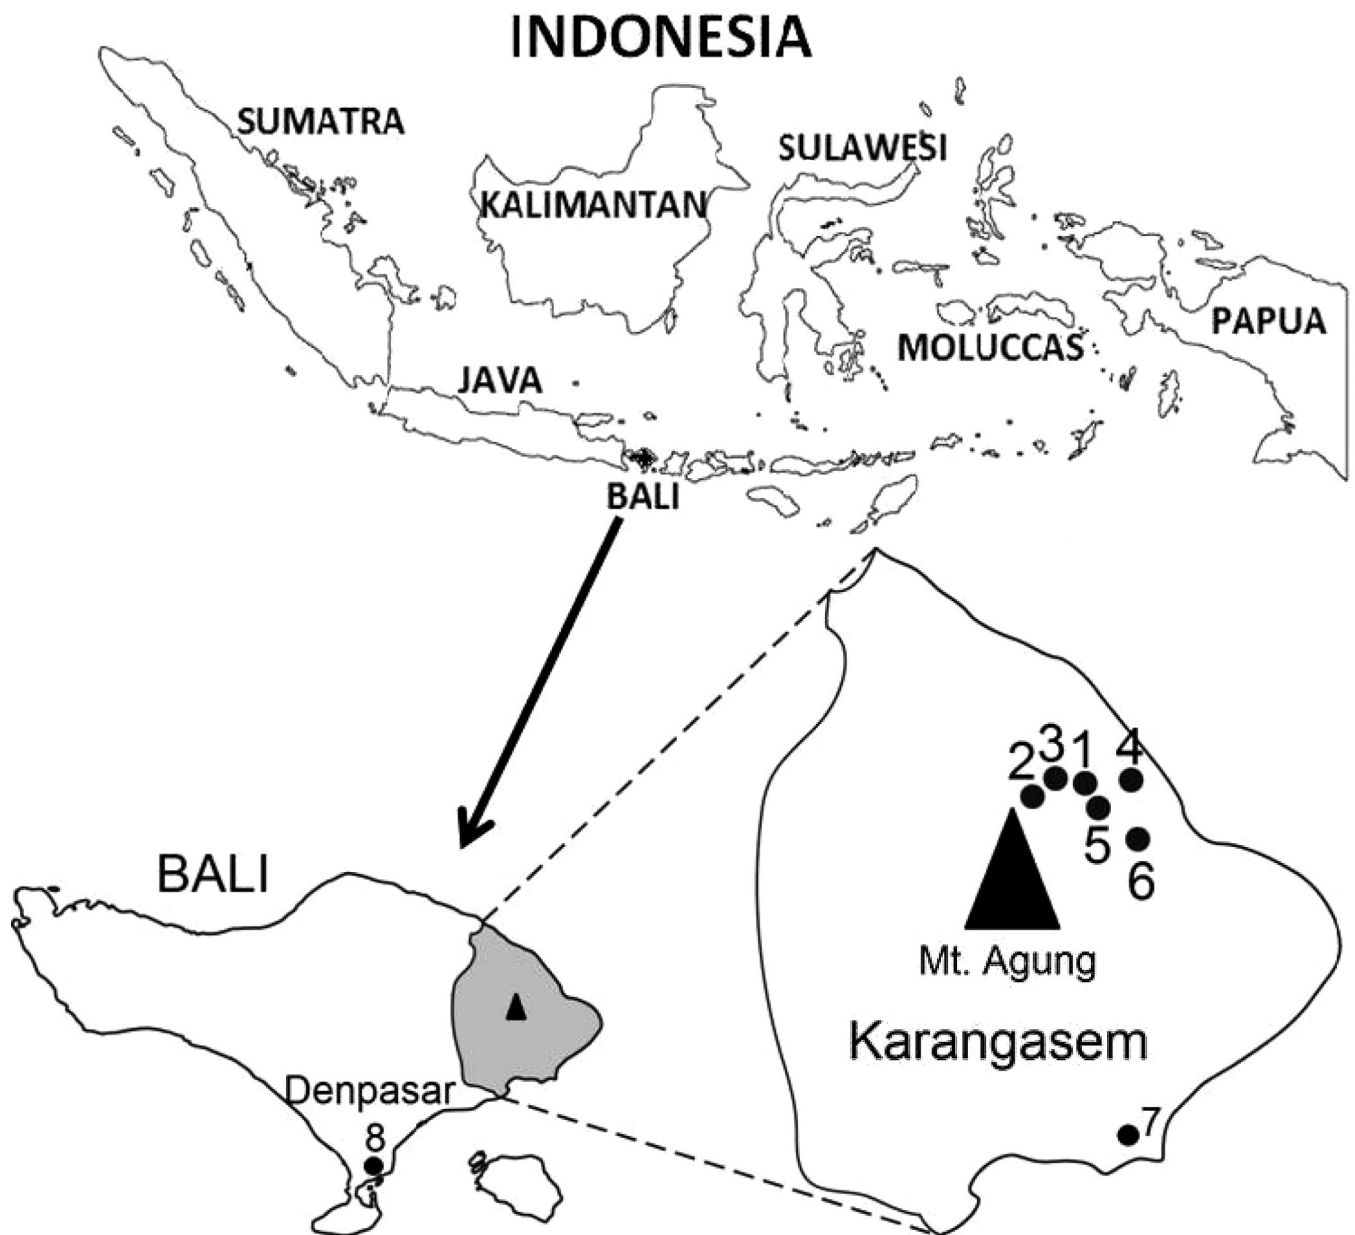 INDONESIA
SUMATRA
SULAWESI
KALIMANTAN
PAPUA
MOLUCCAS
JAVA
BALI
2 3 1 4
5
6
BALI
Mt. Agung
Karangasem
Denpasar
8
7